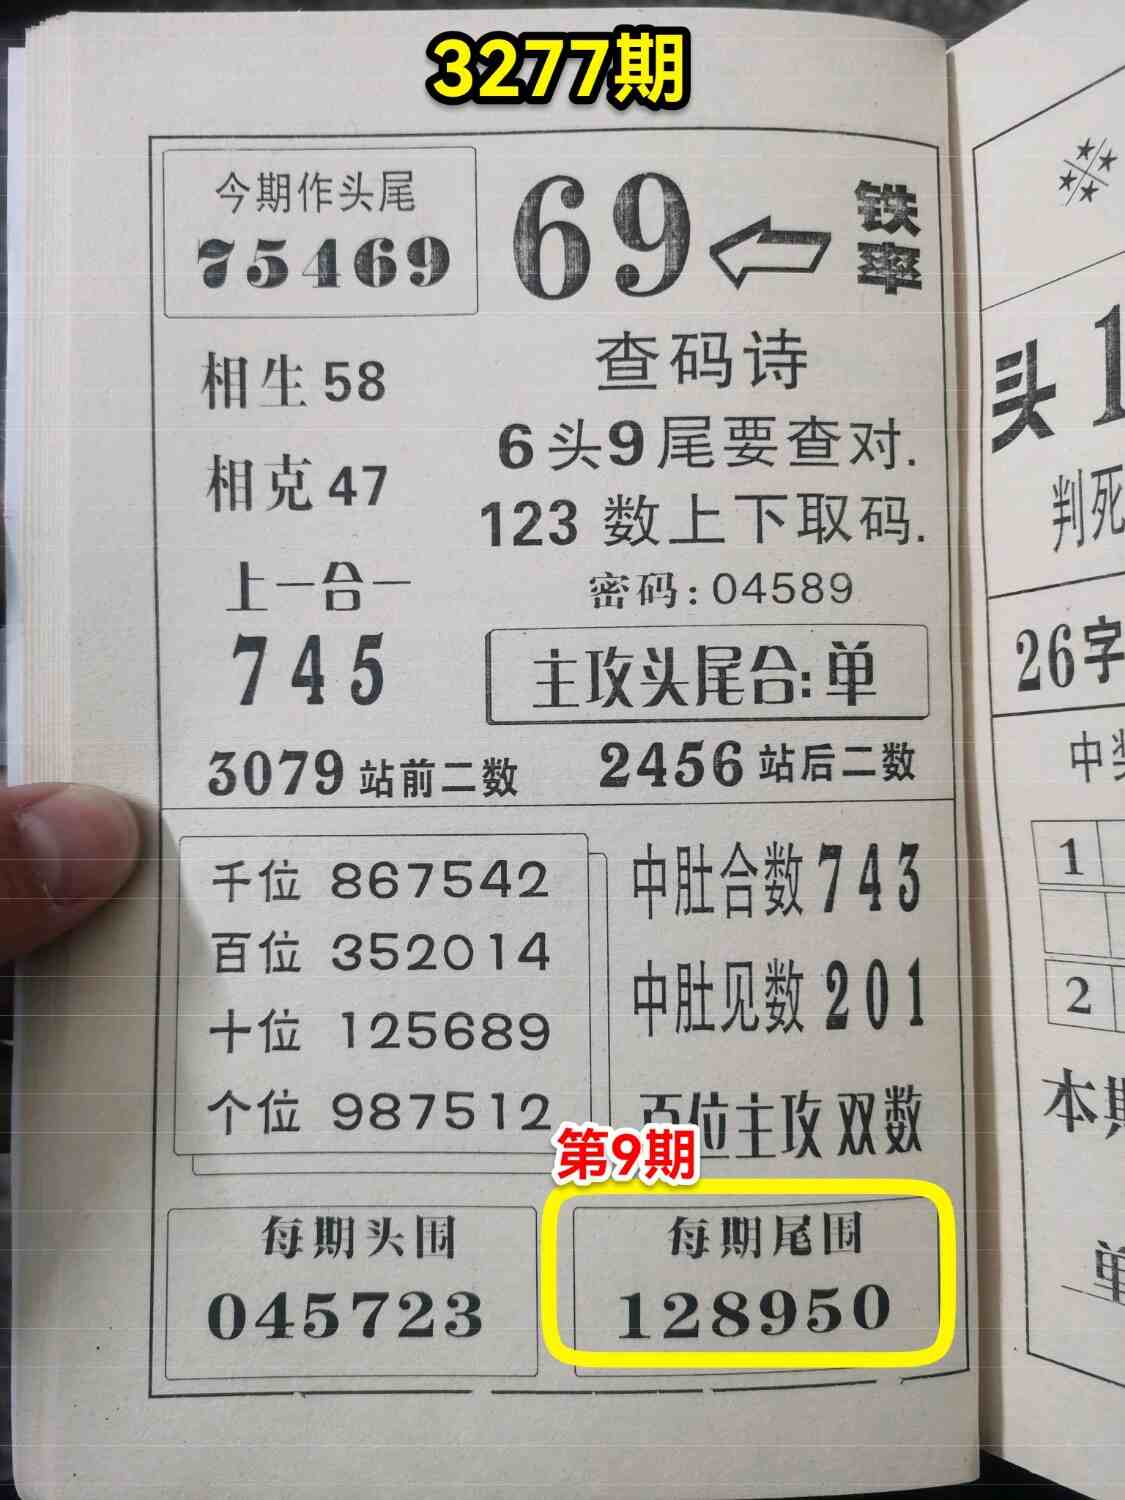 3277期
今期作头尾
75469
69
铁率
相生58
相克47
上一合一
745
查码诗
6头9尾要查对.
123数上下取码.
密码:04589
主攻头尾合:单
3079站前二数
2456站后二数
千位 867542
百位 352014
十位 125689
个位 987512
中肚合数743
中肚见数201
百位主攻双数
第9期
每期头围
045723
每期尾围
128950
头1
判死
26字
中奖
1
2
本期
单